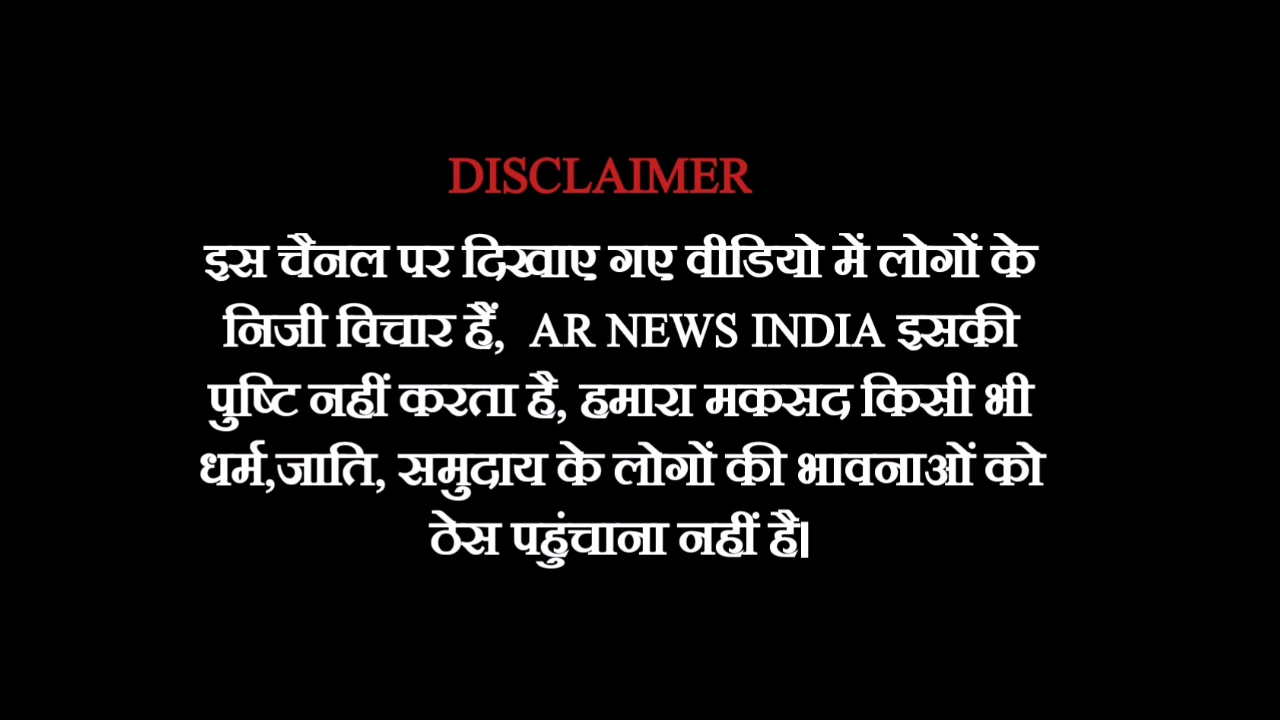 DISCLAIMER
इस चैनल पर दिखाए गए वीडियो में लोगों के
निजी विचार हैं, AR NEWS INDIA इसकी
पुष्टि नहीं करता है, हमारा मकसद किसी भी
धर्म,जाति, समुदाय के लोगों की भावनाओं को
ठेस पहुंचाना नहीं है।